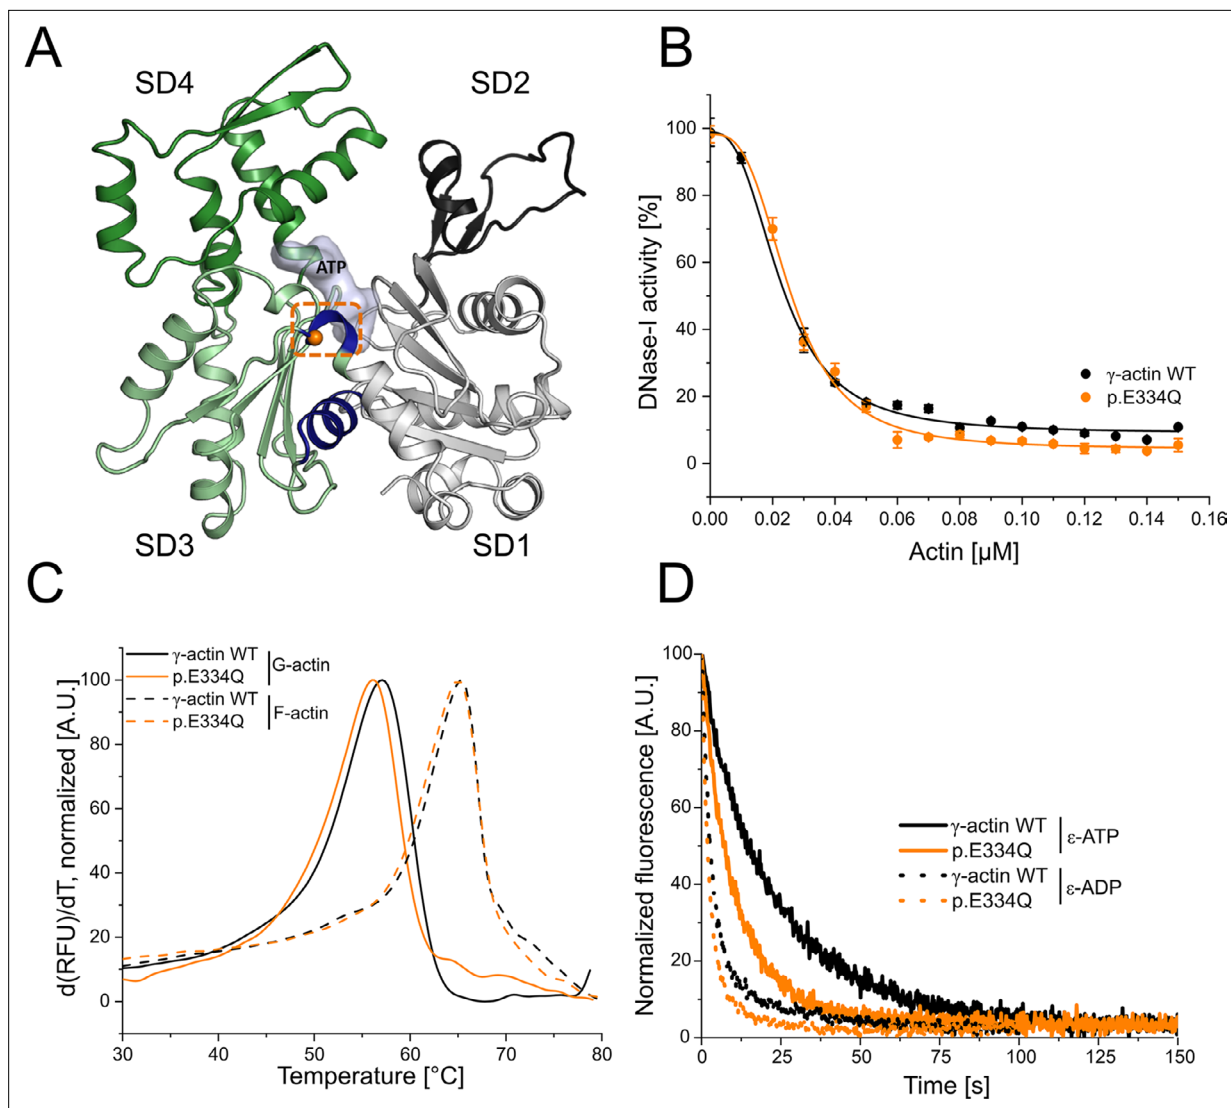 A
SD4
SD2
ATP
SD3
SD1
B
DNase-I activity [%]
100
80
60
40
20
0
γ-actin WT
p.E334Q
0.00 0.02 0.04 0.06 0.08 0.10 0.12 0.14 0.16
Actin [µM]
C
d(RFU)/dT, normalized [A.U.]
γ-actin WT
p.E334Q
G-actin
γ-actin WT
p.E334Q
F-actin
100
80
60
40
20
0
30 40 50 60 70 80
Temperature [°C]
D
Normalized fluorescence [A.U.]
100
80
60
40
20
0
γ-actin WT
p.E334Q
ε-ATP
γ-actin WT
p.E334Q
ε-ADP
0 25 50 75 100 125 150
Time [s]